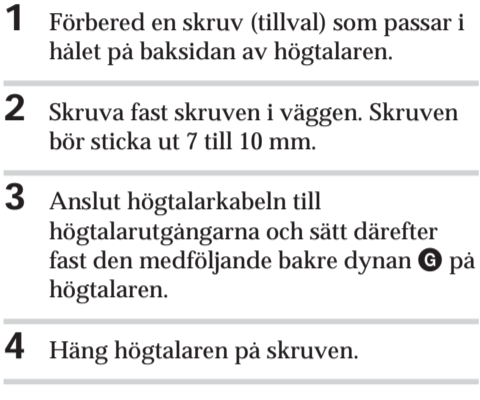 1 Förbered en skruv (tillval) som passar i
hålet på baksidan av högtalaren.
2 Skruva fast skruven i väggen. Skruven
bör sticka ut 7 till 10 mm.
3 Anslut högtalarkabeln till
högtalarutgångarna och sätt därefter
fast den medföljande bakre dynan G på
högtalaren.
4 Häng högtalaren på skruven.